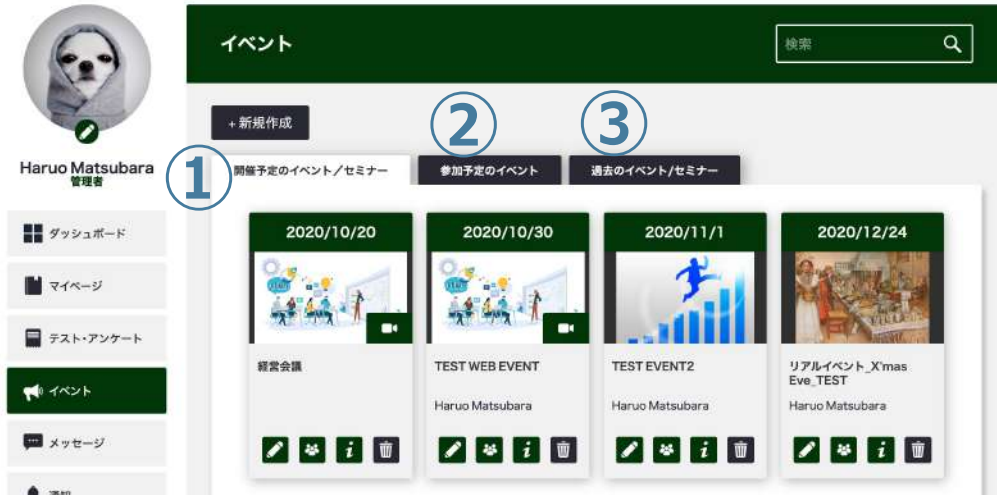 イベント
検索
+ 新規作成
①
②
③
開催予定のイベント／セミナー
参加予定のイベント
過去のイベント/セミナー
Haruo Matsubara
管理者
ダッシュボード
マイページ
テスト・アンケート
イベント
メッセージ
通知
2020/10/20
経営会議
2020/10/30
TEST WEB EVENT
Haruo Matsubara
2020/11/1
TEST EVENT2
Haruo Matsubara
2020/12/24
リアルイベント_X'mas
Eve_TEST
Haruo Matsubara